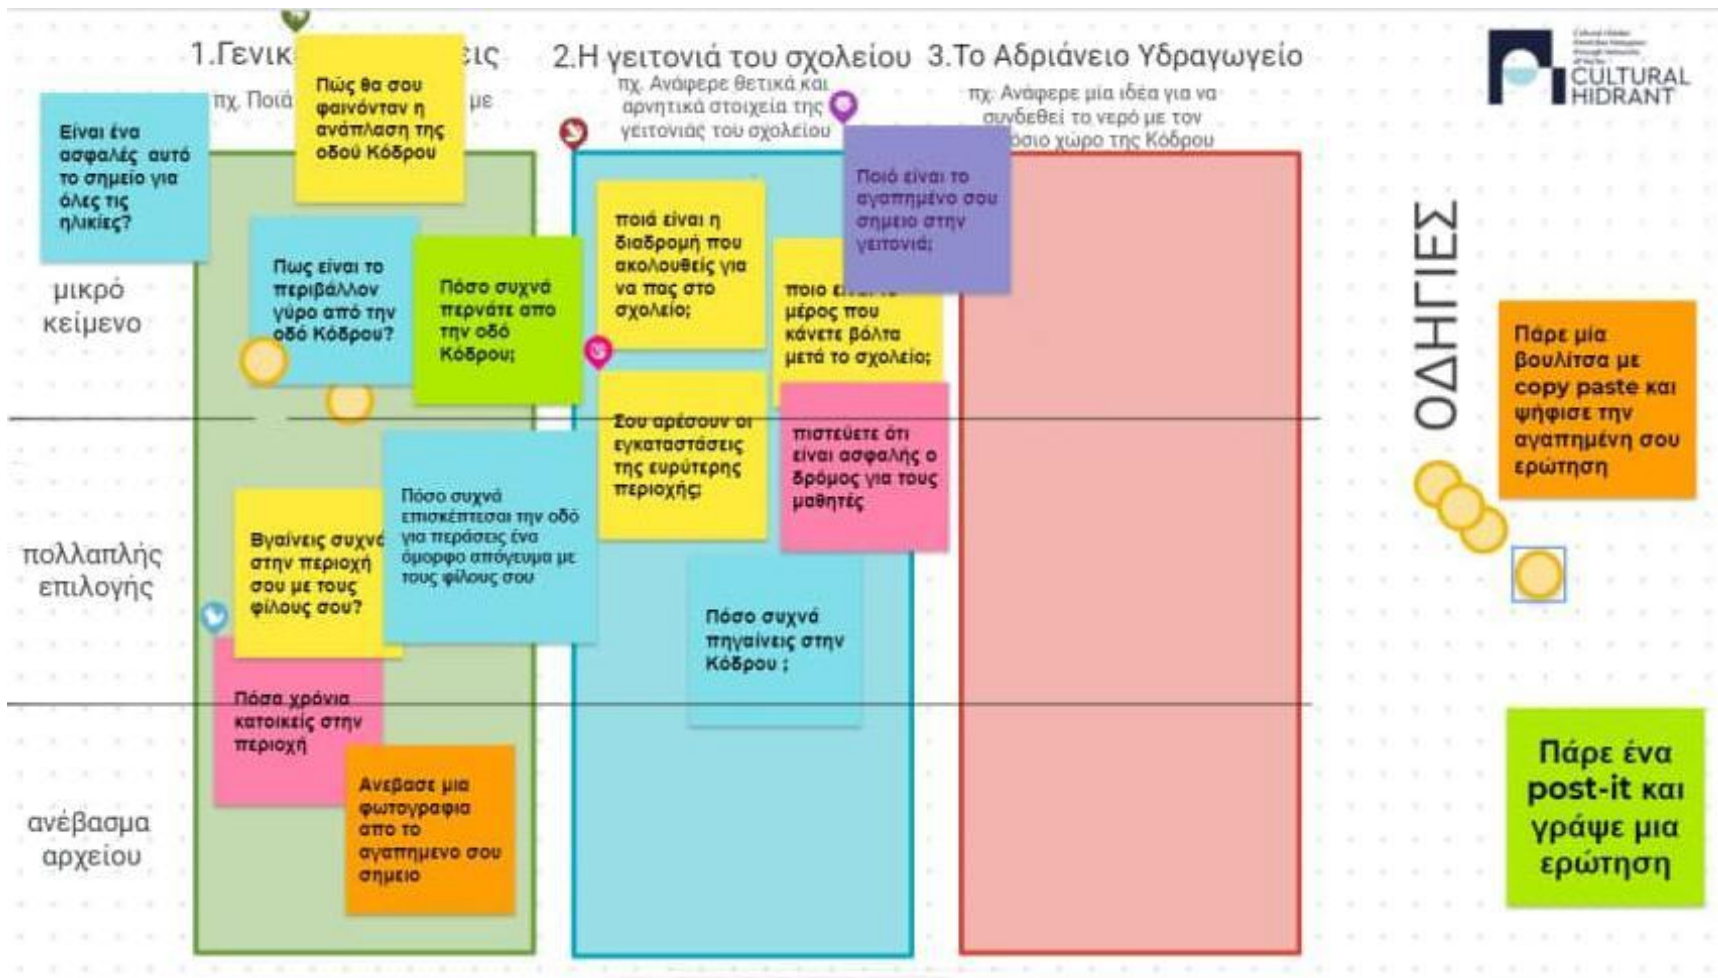 1.Γενικ
εις
πχ. Ποιά
με
2.Η γειτονιά του σχολείου
πχ. Ανάφερε θετικά και
αρνητικά στοιχεία της
γειτονιάς του σχολείου
3.Το Αδριάνειο Υδραγωγείο
πχ. Ανάφερε μία ιδέα για να
συνδεθεί το νερό με τον
όσιο χώρο της Κόδρου
CULTURAL
HIDRANT
Είναι ένα
ασφαλές αυτό
το σημείο για
όλες τις
ηλικίες?
Πώς θα σου
φαινόνταν η
ανάπλαση της
οδού Κόδρου
μικρό
κείμενο
Πως είναι το
περιβάλλον
γύρο από την
οδό Κόδρου?
Πόσο συχνά
περνάτε απο
την οδό
Κόδρου;
ποιά είναι η
διαδρομή που
ακολουθείς για
να πας στο
σχολείο;
Ποιό είναι το
αγαπημένο σου
σημειο στην
γειτονιά;
ποιο
μέρος που
κάνετε βόλτα
μετά το σχολείο;
πολλαπλής
επιλογής
Βγαίνεις συχνά
στην περιοχή
σου με τους
φίλους σου?
Πόσο συχνά
επισκέπτεσαι την οδό
για περάσεις ένα
όμορφο απόγευμα με
τους φίλους σου
Σου αρέσουν οι
εγκαταστάσεις
της ευρύτερης
περιοχής;
πιστεύετε ότι
είναι ασφαλής ο
δρόμος για τους
μαθητές
Πόσο συχνά
πηγαίνεις στην
Κόδρου ;
ανέβασμα
αρχείου
Πόσα χρόνια
κατοικείς στην
περιοχή
Ανεβασε μια
φωτογραφια
απο το
αγαπημενο σου
σημειο
ΟΔΗΓΙΕΣ
Πάρε μία
βουλίτσα με
copy paste και
ψήφισε την
αγαπημένη σου
ερώτηση
Πάρε ένα
post-it και
γράψε μια
ερώτηση